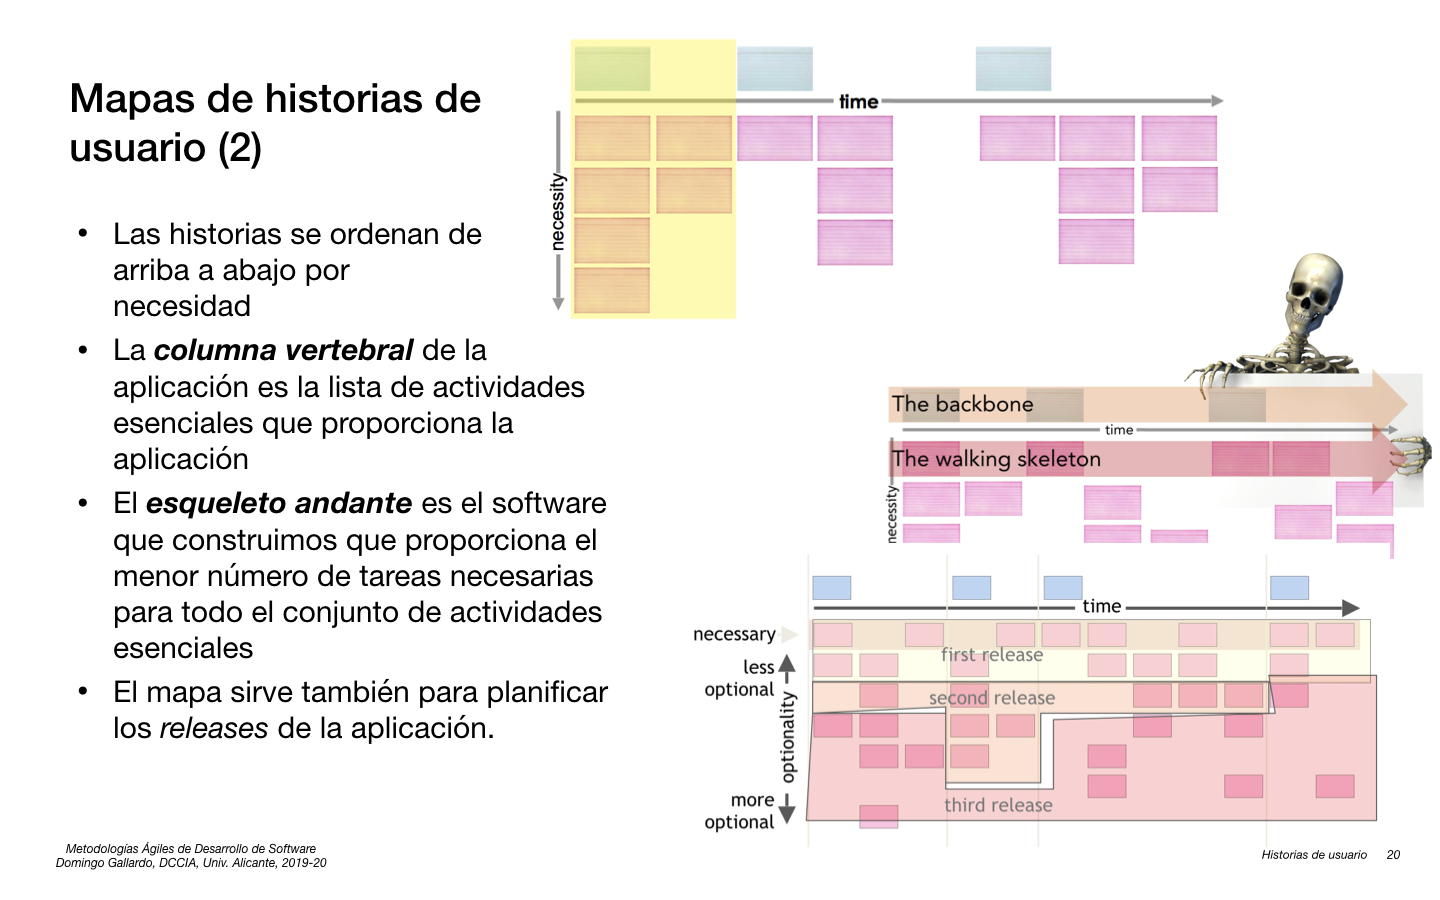 Mapas de historias de
usuario (2)
• Las historias se ordenan de
arriba a abajo por
necesidad
• La columna vertebral de la
aplicación es la lista de actividades
esenciales que proporciona la
aplicación
• El esqueleto andante es el software
que construimos que proporciona el
menor número de tareas necesarias
para todo el conjunto de actividades
esenciales
• El mapa sirve también para planificar
los releases de la aplicación.
time
necessity
The backbone
time
The walking skeleton
necessity
time
necessary
first release
less
optional
second release
optionality
more
optional
third release
Metodologías Ágiles de Desarrollo de Software
Domingo Gallardo, DCCIA, Univ. Alicante, 2019-20
Historias de usuario 20